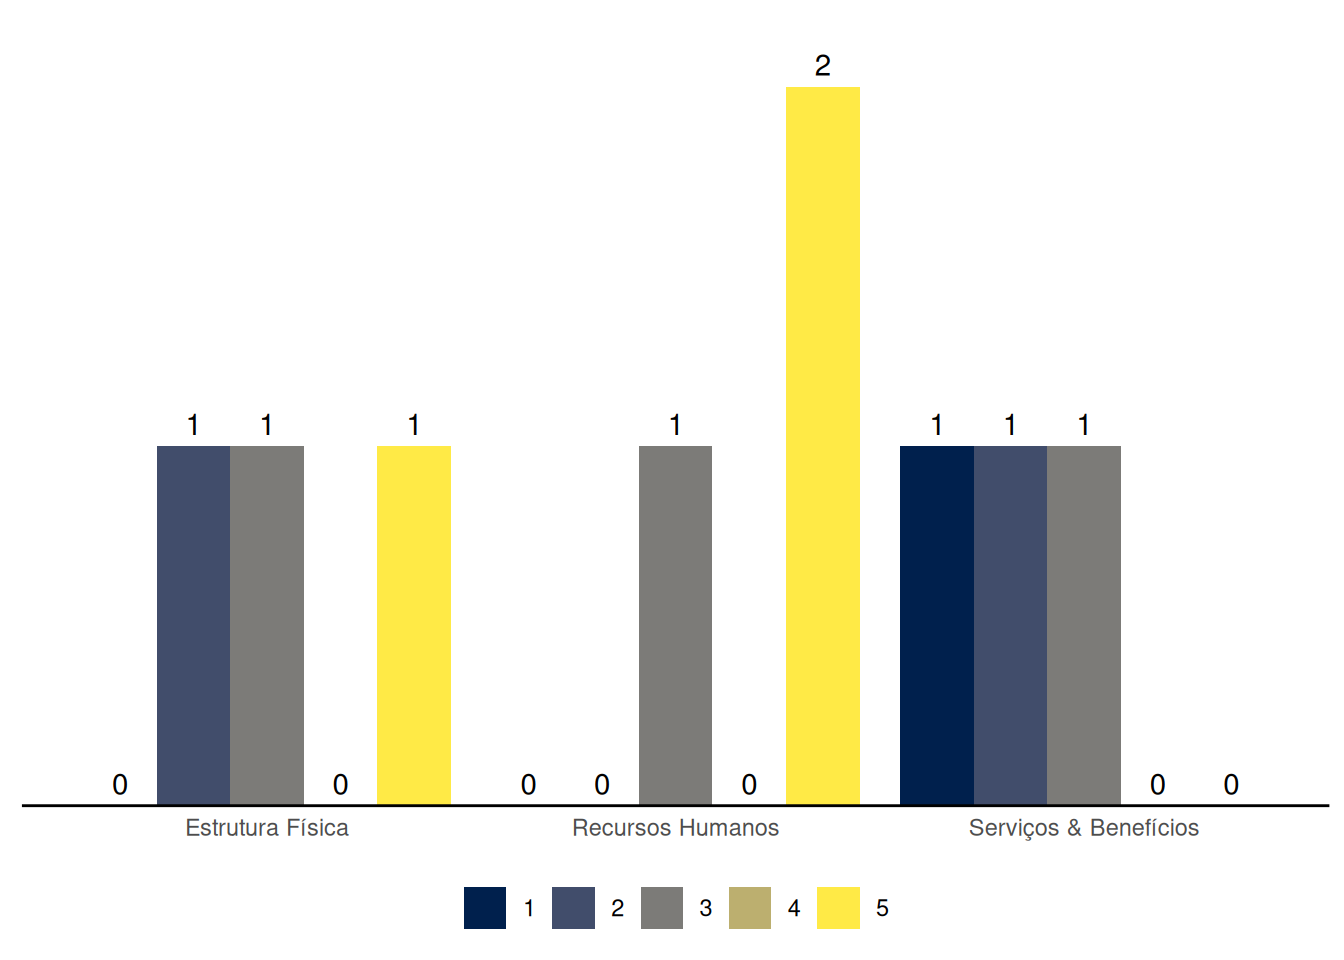 2
1 1 1 1 1 1 1
0 0 0 0 0 0 0
Estrutura Física Recursos Humanos Serviços & Benefícios
1 2 3 4 5